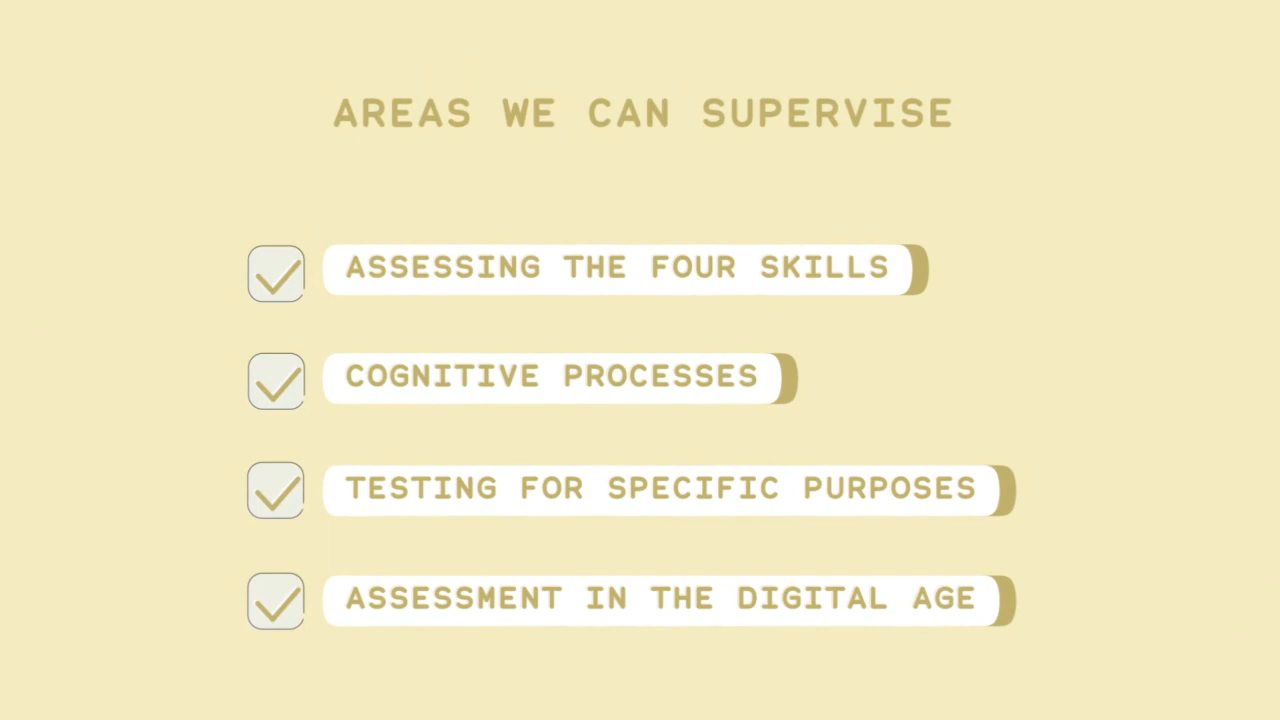 AREAS WE CAN SUPERVISE
ASSESSING THE FOUR SKILLS
COGNITIVE PROCESSES
TESTING FOR SPECIFIC PURPOSES
ASSESSMENT IN THE DIGITAL AGE